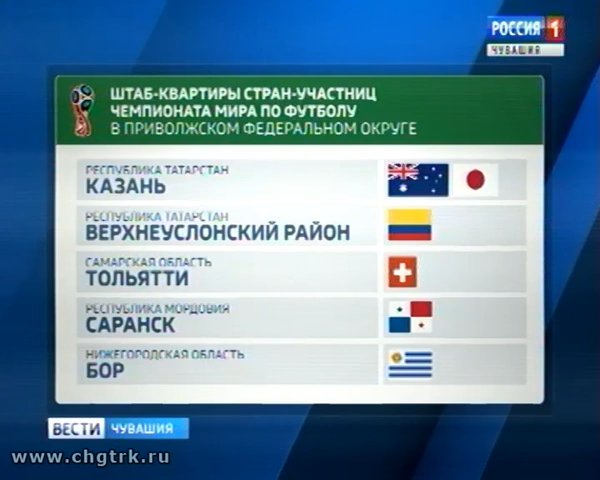 РОССИЯ 1
ЧУВАШИЯ
ШТАБ-КВАРТИРЫ СТРАН-УЧАСТНИЦ
ЧЕМПИОНАТА МИРА ПО ФУТБОЛУ
В ПРИВОЛЖСКОМ ФЕДЕРАЛЬНОМ ОКРУГЕ
РЕСПУБЛИКА ТАТАРСТАН
КАЗАНЬ
РЕСПУБЛИКА ТАТАРСТАН
ВЕРХНЕУСЛОНСКИЙ РАЙОН
САМАРСКАЯ ОБЛАСТЬ
ТОЛЬЯТТИ
РЕСПУБЛИКА МОРДОВИЯ
САРАНСК
НИЖЕГОРОДСКАЯ ОБЛАСТЬ
БОР
ВЕСТИ ЧУВАШИЯ
www.chgtrk.ru